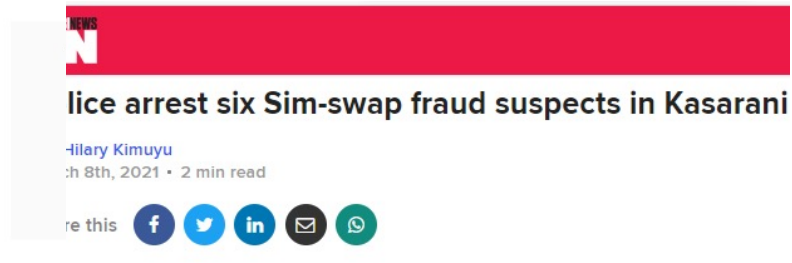 NEWS
N
lice arrest six Sim-swap fraud suspects in Kasarani
Hilary Kimuyu
ch 8th, 2021 • 2 min read
re this